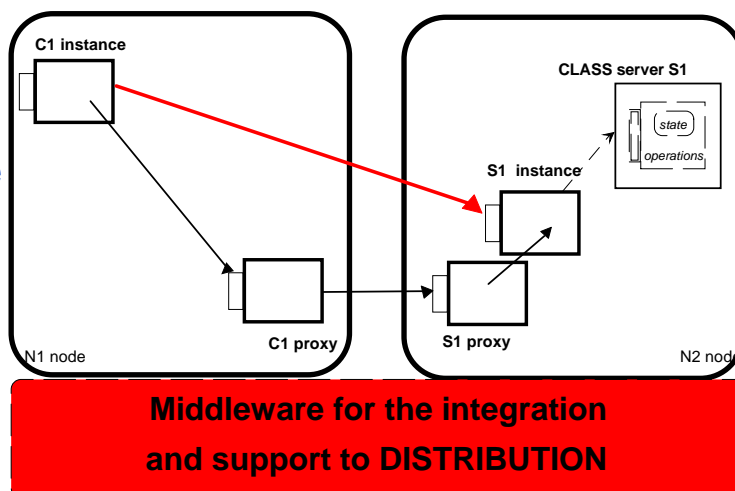 C1 instance
CLASS server S1
state
operations
S1 instance
C1 proxy
S1 proxy
N1 node
N2 node
Middleware for the integration
and support to DISTRIBUTION